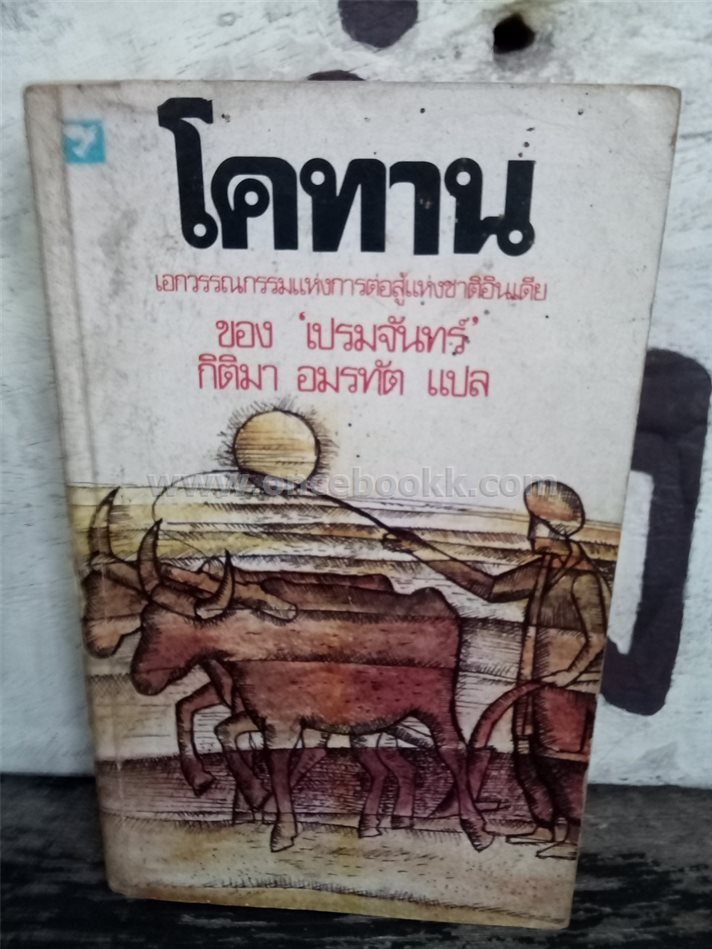 โคทาน
เอกวรรณกรรมแห่งการต่อสู้แห่งชาติอินเดีย
ของ 'เปรมจันทร์'
กิติมา อมรทัต แปล
www.oncebookk.com